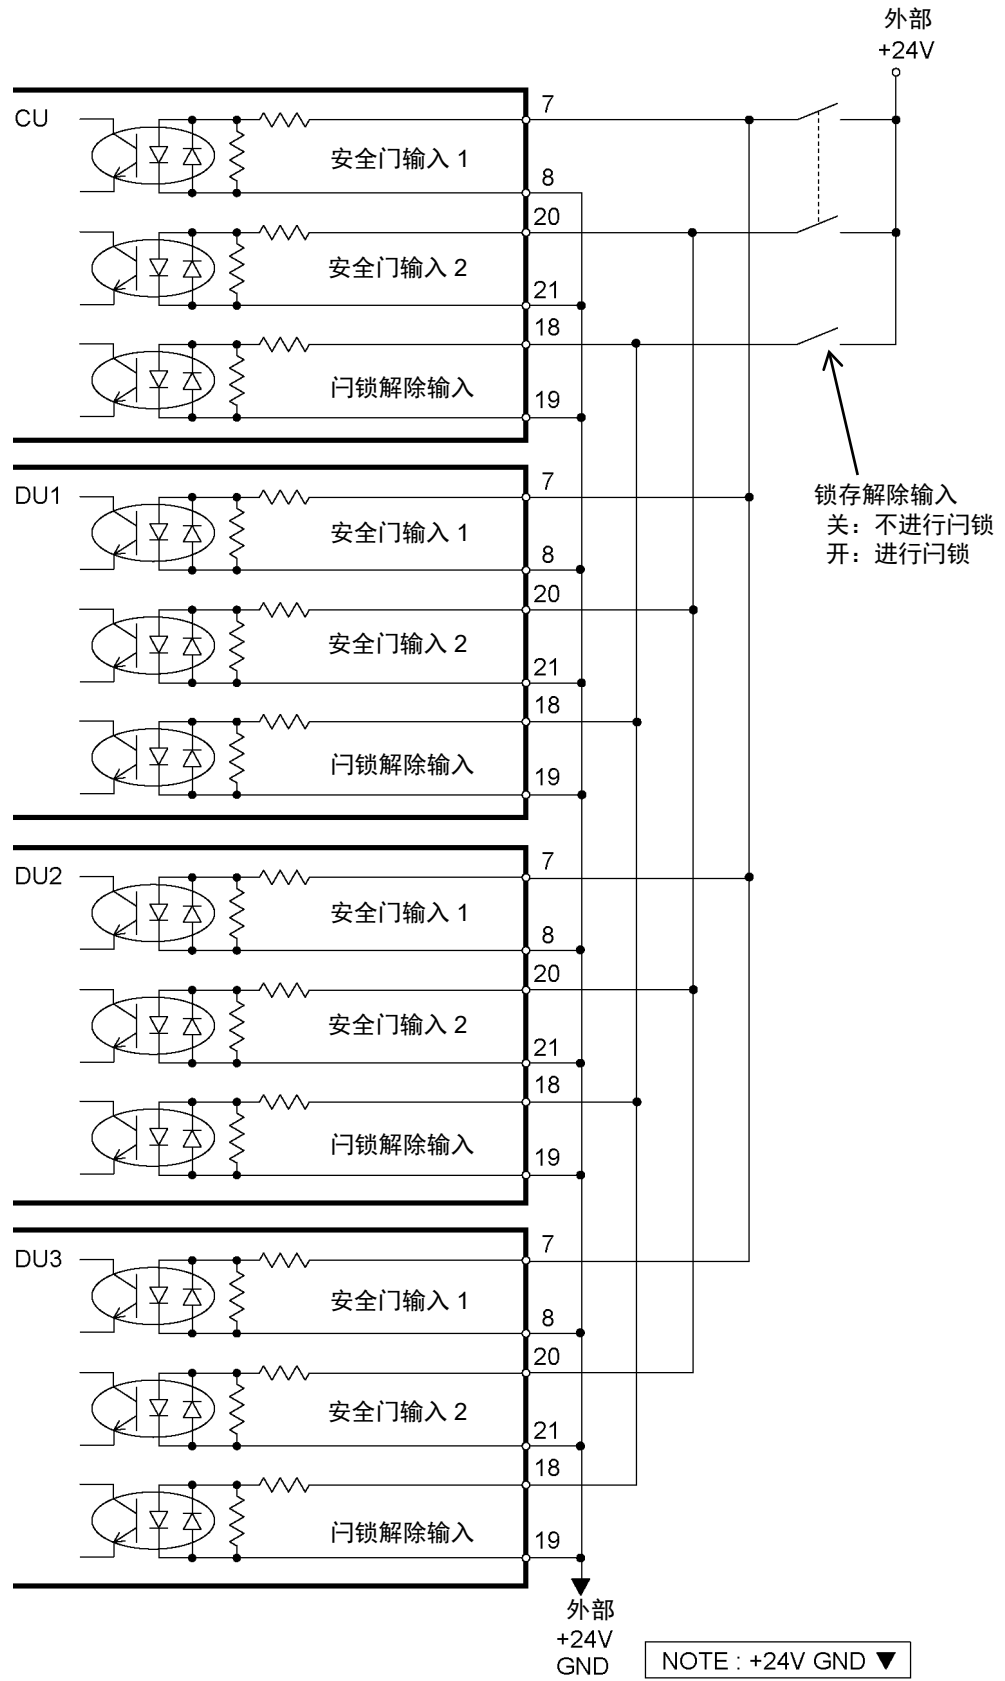 外部
+24V
CU
7
安全门输入 1
8
20
安全门输入 2
21
18
闩锁解除输入
19
锁存解除输入
关：不进行闩锁
开：进行闩锁
DU1
7
安全门输入 1
8
20
安全门输入 2
21
18
闩锁解除输入
19
DU2
7
安全门输入 1
8
20
安全门输入 2
21
18
闩锁解除输入
19
DU3
7
安全门输入 1
8
20
安全门输入 2
21
18
闩锁解除输入
19
外部
+24V
GND
NOTE : +24V GND ▼